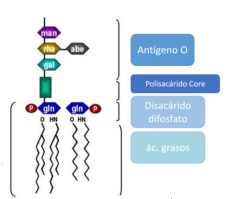 man
rha abe
gal
P gln gln P
O HN O HN
Antígeno O
Polisacárido Core
Disacárido
difosfato
ác. grasos